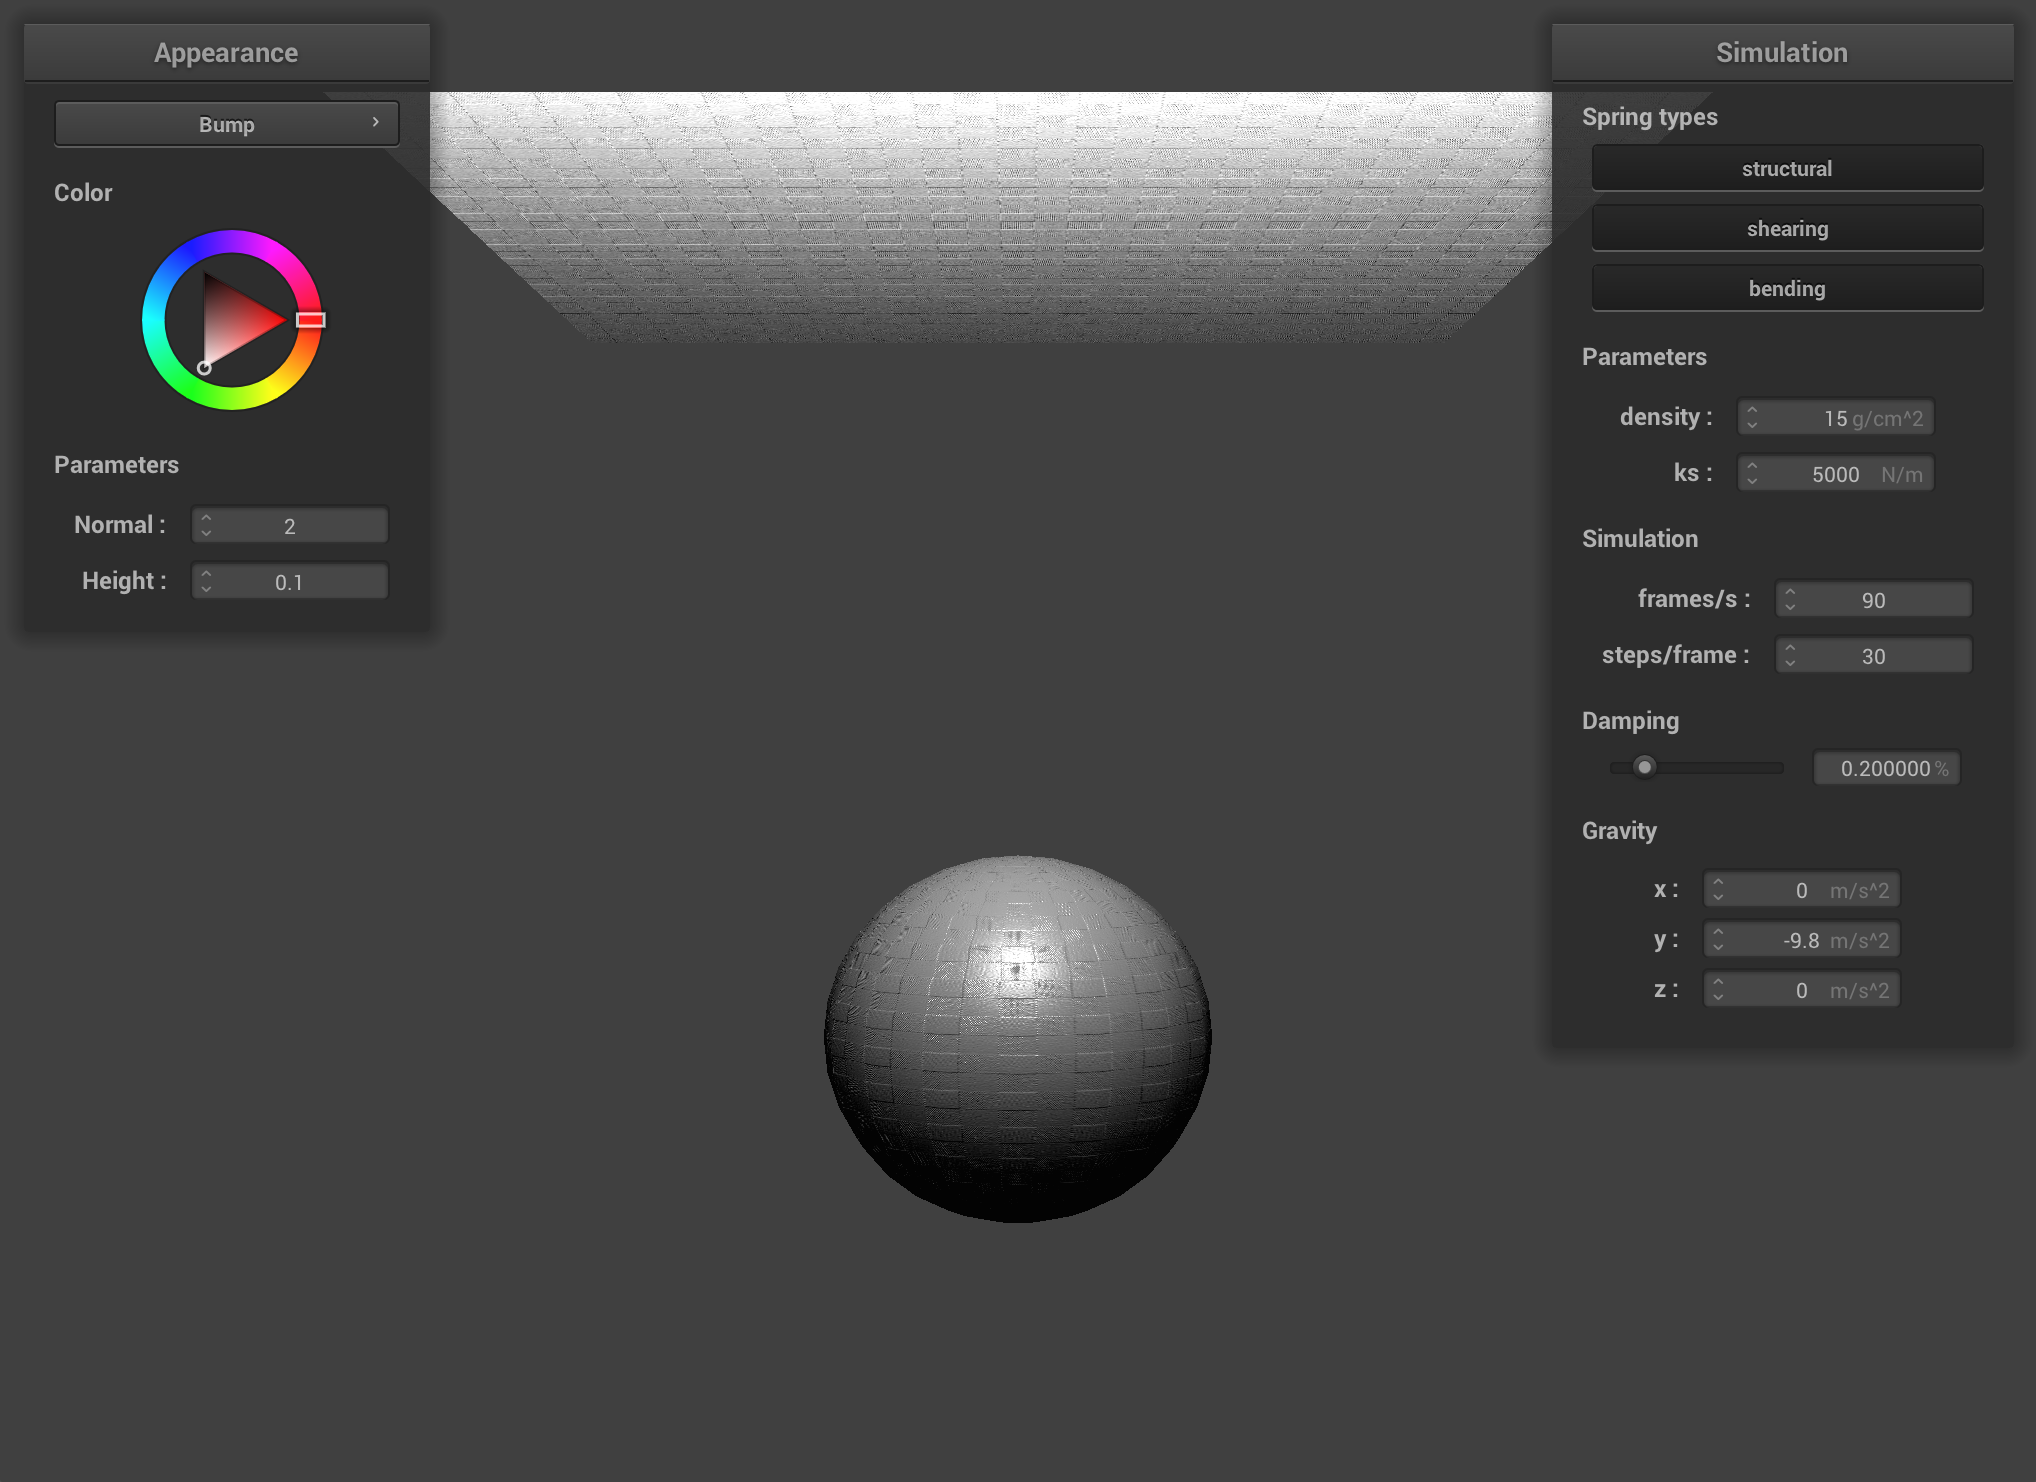 Appearance
Bump
Color
Parameters
Normal : 2
Height : 0.1
Simulation
Spring types
structural
shearing
bending
Parameters
density : 15 g/cm^2
ks : 5000 N/m
Simulation
frames/s : 90
steps/frame : 30
Damping
0.200000 %
Gravity
x : 0 m/s^2
y : -9.8 m/s^2
z : 0 m/s^2